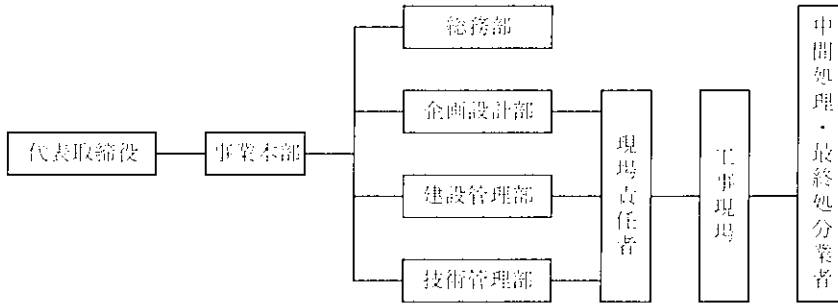 代表取締役
事業本部
総務部
企画設計部
建設管理部
技術管理部
現場責任者
工事現場
中間処理・最終処分業者